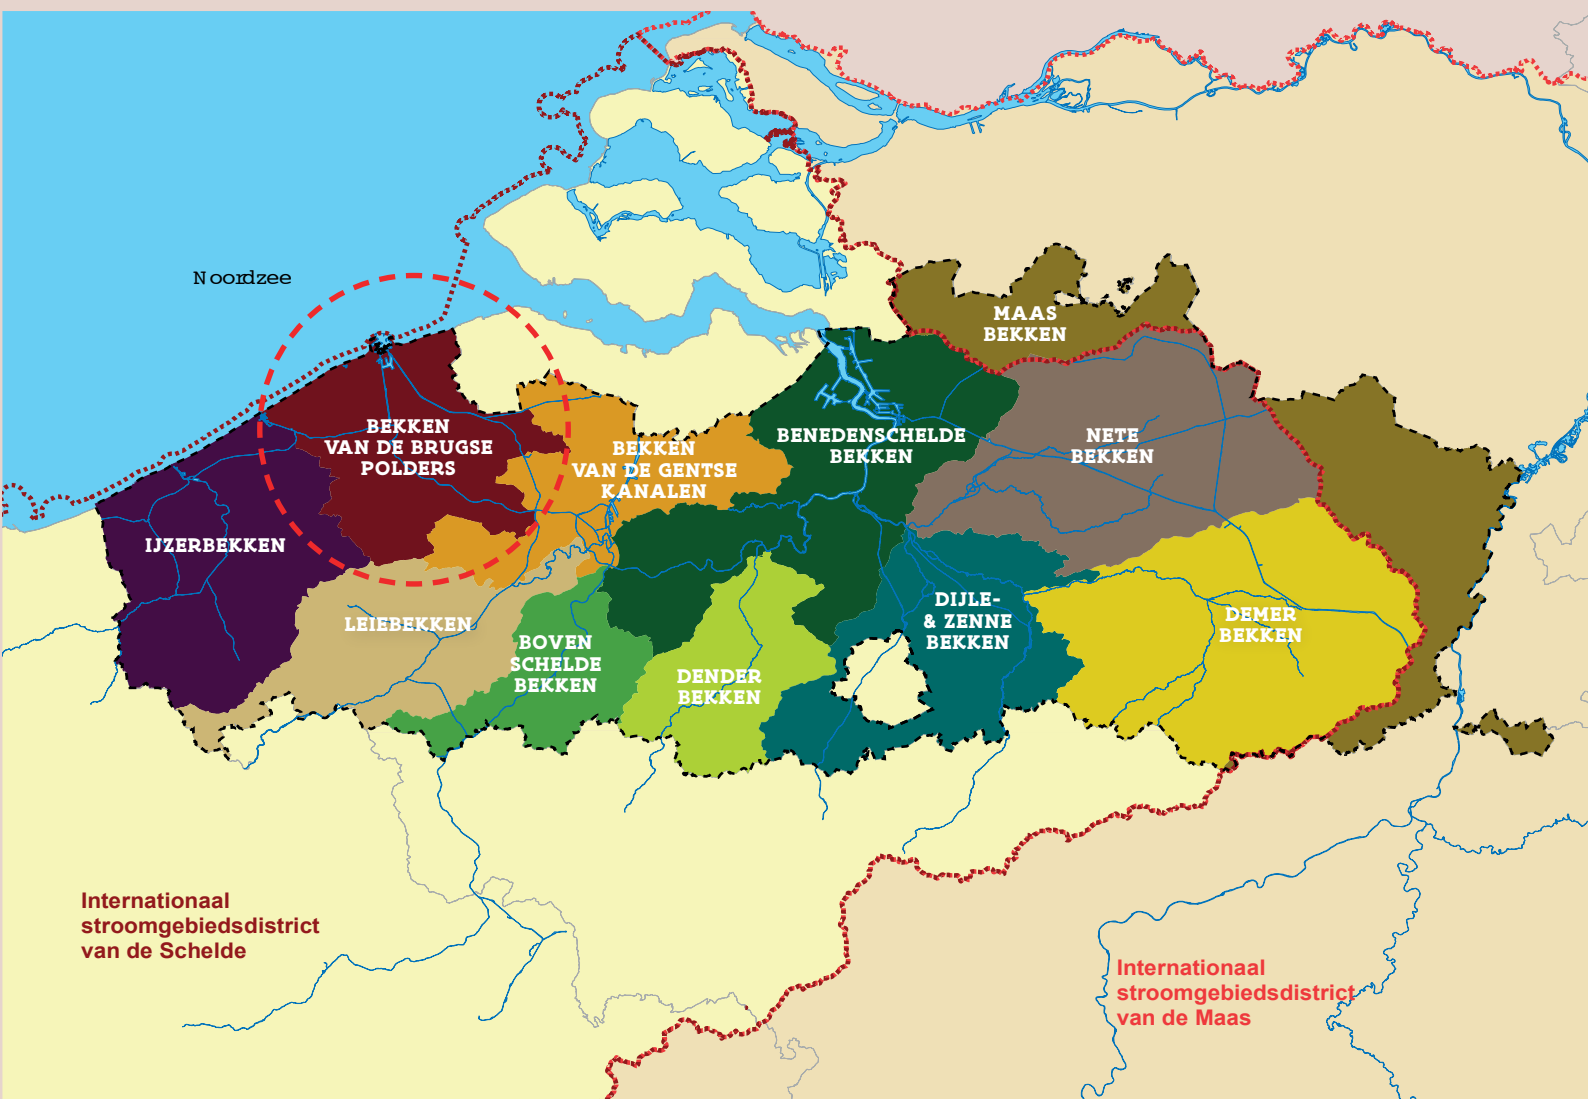 Noordzee
MAAS
BEKKEN
BEKKEN
VAN DE BRUGSE
POLDERS
BEKKEN
VAN DE GENTSE
KANALEN
BENEDENSCHELDE
BEKKEN
NETE
BEKKEN
IJZERBEKKEN
LEIEBEKKEN
BOVEN
SCHELDE
BEKKEN
DENDER
BEKKEN
DIJLE-
& ZENNE
BEKKEN
DEMER
BEKKEN
Internationaal
stroomgebiedsdistrict
van de Schelde
Internationaal
stroomgebiedsdistrict
van de Maas